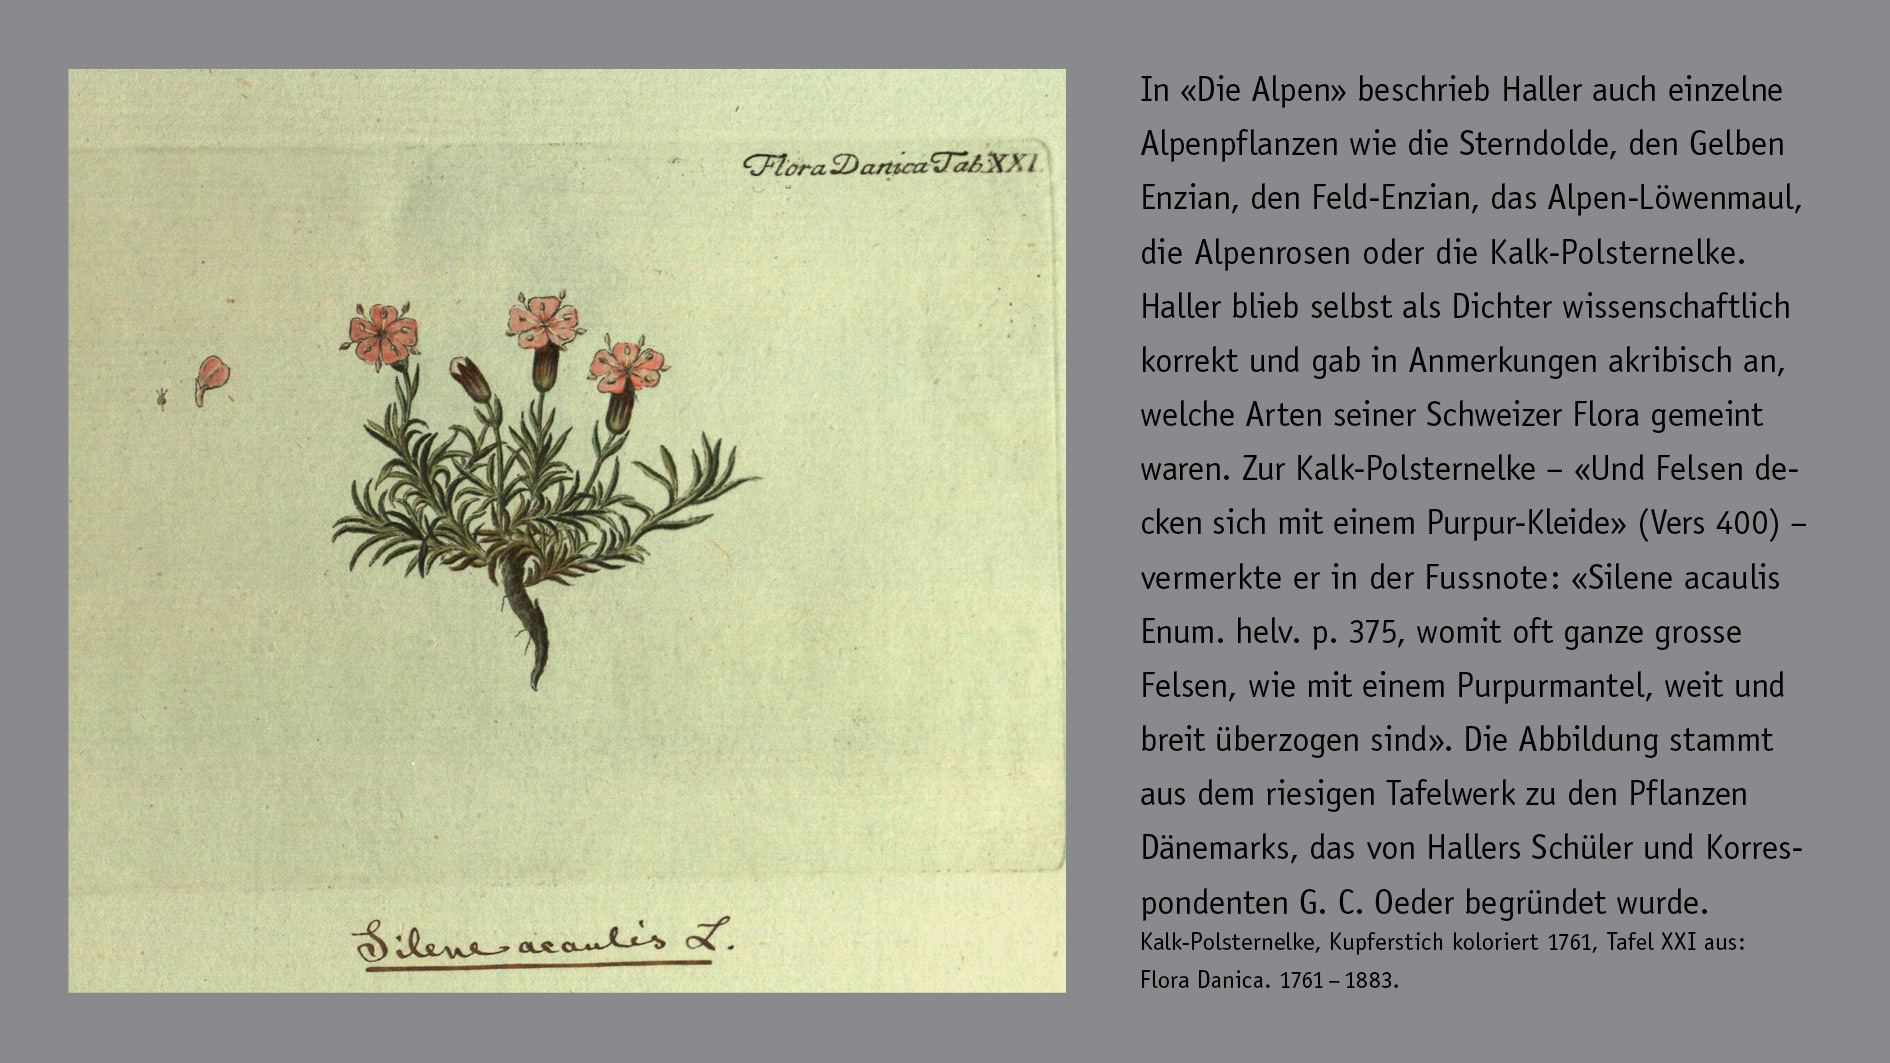 Flora Danica Tab XXI.
Silene acaulis L.
In «Die Alpen» beschrieb Haller auch einzelne
Alpenpflanzen wie die Sterndolde, den Gelben
Enzian, den Feld-Enzian, das Alpen-Löwenmaul,
die Alpenrosen oder die Kalk-Polsternelke.
Haller blieb selbst als Dichter wissenschaftlich
korrekt und gab in Anmerkungen akribisch an,
welche Arten seiner Schweizer Flora gemeint
waren. Zur Kalk-Polsternelke – «Und Felsen de-
cken sich mit einem Purpur-Kleide» (Vers 400) –
vermerkte er in der Fussnote: «Silene acaulis
Enum. helv. p. 375, womit oft ganze grosse
Felsen, wie mit einem Purpurmantel, weit und
breit überzogen sind». Die Abbildung stammt
aus dem riesigen Tafelwerk zu den Pflanzen
Dänemarks, das von Hallers Schüler und Korres-
pondenten G. C. Oeder begründet wurde.
Kalk-Polsternelke, Kupferstich koloriert 1761, Tafel XXI aus:
Flora Danica. 1761 – 1883.